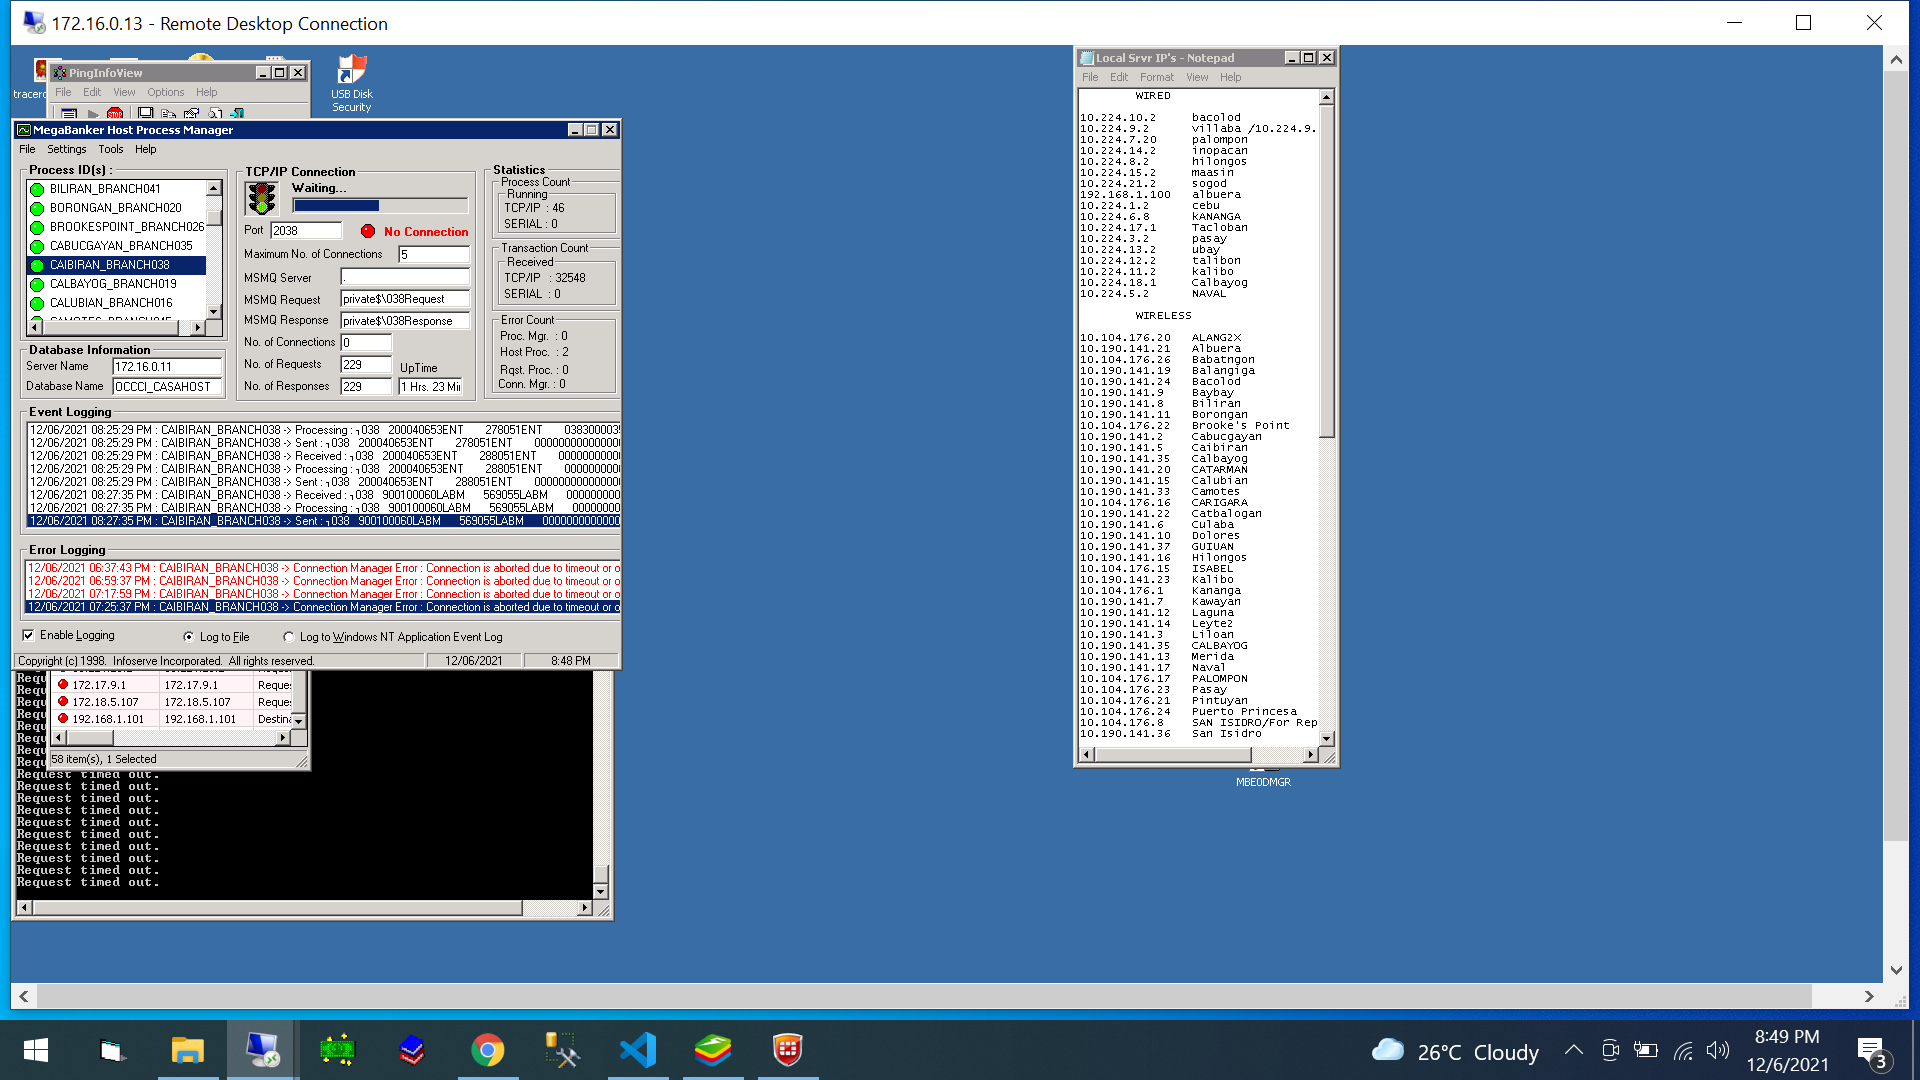 172.16.0.13 - Remote Desktop Connection
PingInfoView
File Edit View Options Help
USB Disk
Security
MegaBanker Host Process Manager
File Settings Tools Help
Process ID(s) :
BILIRAN_BRANCH041
BORONGAN_BRANCH020
BROOKESPOINT_BRANCH026
CABUCGAYAN_BRANCH035
CAIBIRAN_BRANCH038
CALBAYOG_BRANCH019
CALUBIAN_BRANCH016
Database Information
Server Name 172.16.0.11
Database Name OCCCI_CASAHOST
TCP/IP Connection
Waiting...
Port 2038 No Connection
Maximum No. of Connections 5
MSMQ Server .
MSMQ Request private$\038Request
MSMQ Response private$\038Response
No. of Connections 0
No. of Requests 229 UpTime
No. of Responses 229 1 Hrs. 23 Mi
Statistics
Process Count
Running
TCP/IP : 46
SERIAL : 0
Transaction Count
Received
TCP/IP : 32548
SERIAL : 0
Error Count
Proc. Mgr. : 0
Host Proc. : 2
Rqst. Proc. : 0
Conn. Mgr. : 0
Event Logging
12/06/2021 08:25:29 PM : CAIBIRAN_BRANCH038 -> Processing : ┐038 200040653ENT 278051ENT 038300003
12/06/2021 08:25:29 PM : CAIBIRAN_BRANCH038 -> Sent : ┐038 200040653ENT 278051ENT 0000000000000
12/06/2021 08:25:29 PM : CAIBIRAN_BRANCH038 -> Received : ┐038 200040653ENT 288051ENT 00000000
12/06/2021 08:25:29 PM : CAIBIRAN_BRANCH038 -> Processing : ┐038 200040653ENT 288051ENT 0000000
12/06/2021 08:25:29 PM : CAIBIRAN_BRANCH038 -> Sent : ┐038 200040653ENT 288051ENT 0000000000000
12/06/2021 08:27:35 PM : CAIBIRAN_BRANCH038 -> Received : ┐038 900100060LABM 569055LABM 000000000
12/06/2021 08:27:35 PM : CAIBIRAN_BRANCH038 -> Processing : ┐038 900100060LABM 569055LABM 00000000
12/06/2021 08:27:35 PM : CAIBIRAN_BRANCH038 -> Sent : ┐038 900100060LABM 569055LABM 0000000000000
Error Logging
12/06/2021 06:37:43 PM : CAIBIRAN_BRANCH038 -> Connection Manager Error : Connection is aborted due to timeout or o
12/06/2021 06:59:37 PM : CAIBIRAN_BRANCH038 -> Connection Manager Error : Connection is aborted due to timeout or o
12/06/2021 07:17:59 PM : CAIBIRAN_BRANCH038 -> Connection Manager Error : Connection is aborted due to timeout or o
12/06/2021 07:25:37 PM : CAIBIRAN_BRANCH038 -> Connection Manager Error : Connection is aborted due to timeout or o
Enable Logging Log to File Log to Windows NT Application Event Log
Copyright (c) 1998. Infoserve Incorporated. All rights reserved. 12/06/2021 8:48 PM
172.17.9.1 172.17.9.1 Reque
172.18.5.107 172.18.5.107 Reque
192.168.1.101 192.168.1.101 Destina
58 item(s), 1 Selected
Request timed out.
Request timed out.
Request timed out.
Request timed out.
Request timed out.
Request timed out.
Request timed out.
Request timed out.
Request timed out.
Request timed out.
Local Srvr IP's - Notepad
File Edit Format View Help
WIRED
10.224.10.2 bacolod
10.224.9.2 villaba /10.224.9.
10.224.7.20 palompon
10.224.14.2 inopacan
10.224.8.2 hilongos
10.224.15.2 maasin
10.224.21.2 sogod
192.168.1.100 albuera
10.224.1.2 cebu
10.224.6.8 kANANGA
10.224.17.1 Tacloban
10.224.3.2 pasay
10.224.13.2 ubay
10.224.12.2 talibon
10.224.11.2 kalibo
10.224.18.1 Calbayog
10.224.5.2 NAVAL
WIRELESS
10.104.176.20 ALANG2X
10.190.141.21 Albuera
10.104.176.26 Babatngon
10.190.141.19 Balangiga
10.190.141.24 Bacolod
10.190.141.9 Baybay
10.190.141.8 Biliran
10.190.141.11 Borongan
10.104.176.22 Brooke's Point
10.190.141.2 Cabucgayan
10.190.141.5 Caibiran
10.190.141.35 Calbayog
10.190.141.20 CATARMAN
10.190.141.15 Calubian
10.190.141.33 Camotes
10.104.176.16 CARIGARA
10.190.141.22 Catbalogan
10.190.141.6 Culaba
10.190.141.10 Dolores
10.190.141.37 GUIUAN
10.190.141.16 Hilongos
10.104.176.15 ISABEL
10.190.141.23 Kalibo
10.104.176.1 Kananga
10.190.141.7 Kawayan
10.190.141.12 Laguna
10.190.141.14 Leyte2
10.190.141.3 Liloan
10.190.141.35 CALBAYOG
10.190.141.13 Merida
10.190.141.17 Naval
10.104.176.17 PALOMPON
10.104.176.23 Pasay
10.104.176.21 Pintuyan
10.104.176.24 Puerto Princesa
10.104.176.8 SAN ISIDRO/For Rep
10.190.141.36 San Isidro
MBEODMGR
26°C Cloudy
8:49 PM
12/6/2021
3